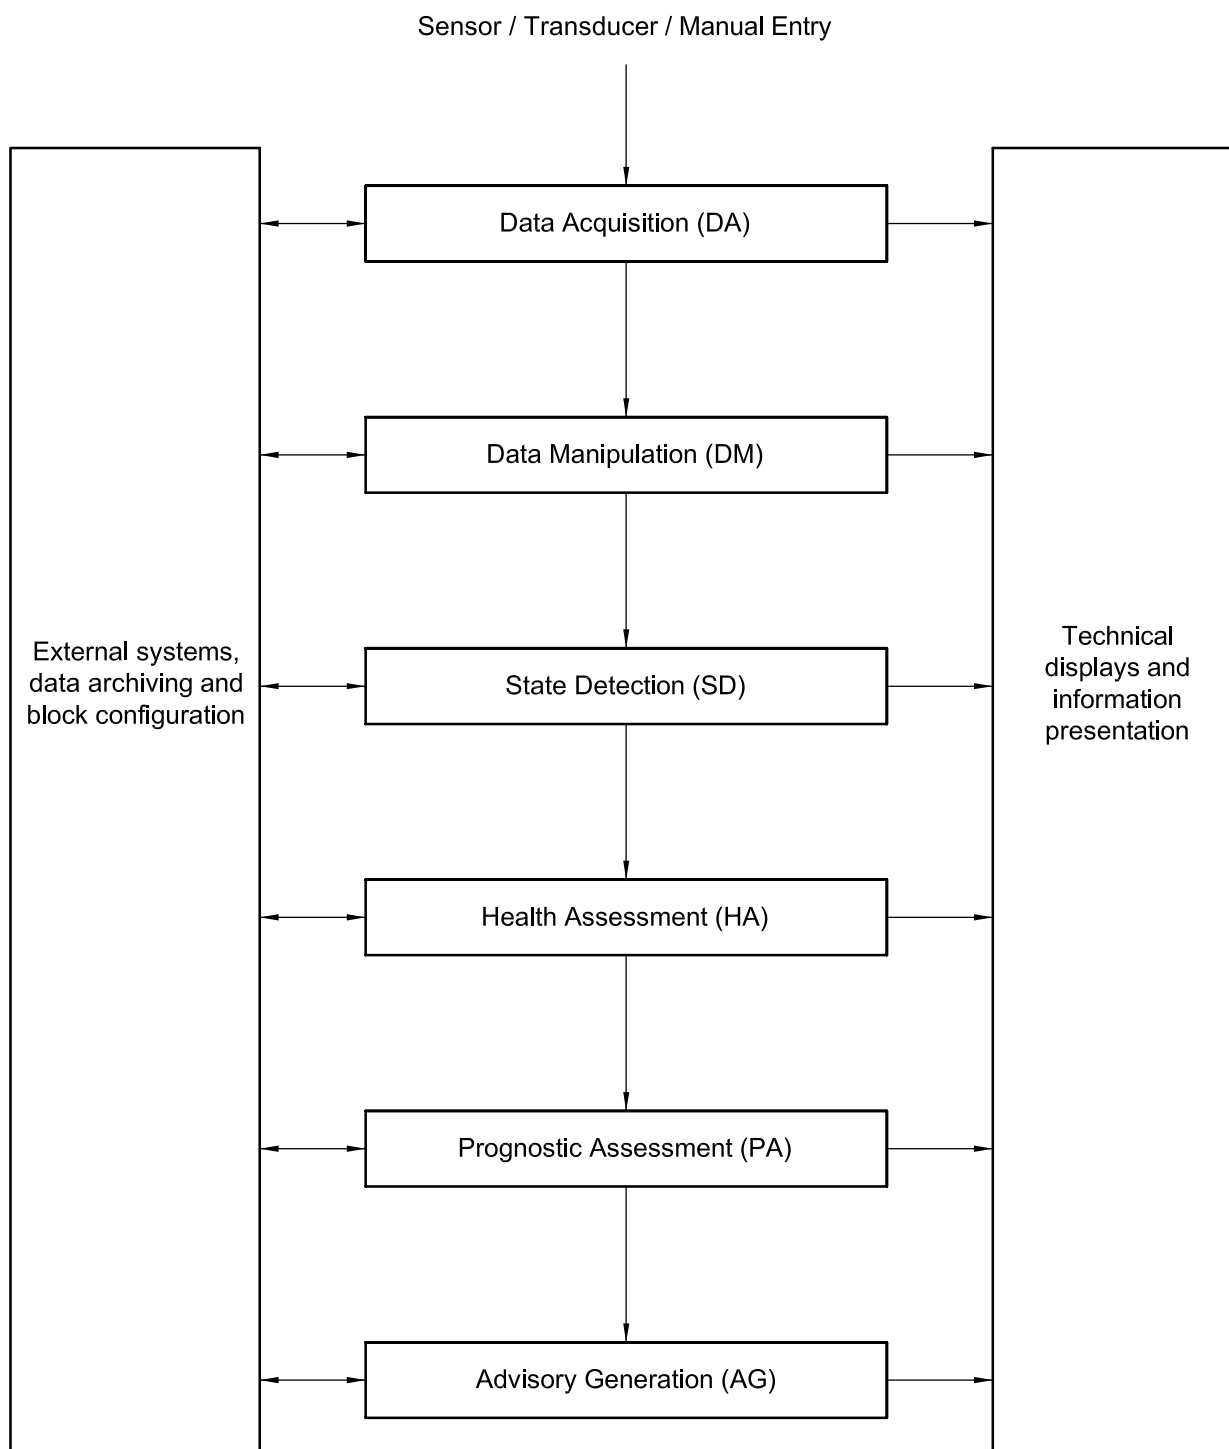 Sensor / Transducer / Manual Entry
Data Acquisition (DA)
Data Manipulation (DM)
External systems,
data archiving and
block configuration
State Detection (SD)
Technical
displays and
information
presentation
Health Assessment (HA)
Prognostic Assessment (PA)
Advisory Generation (AG)